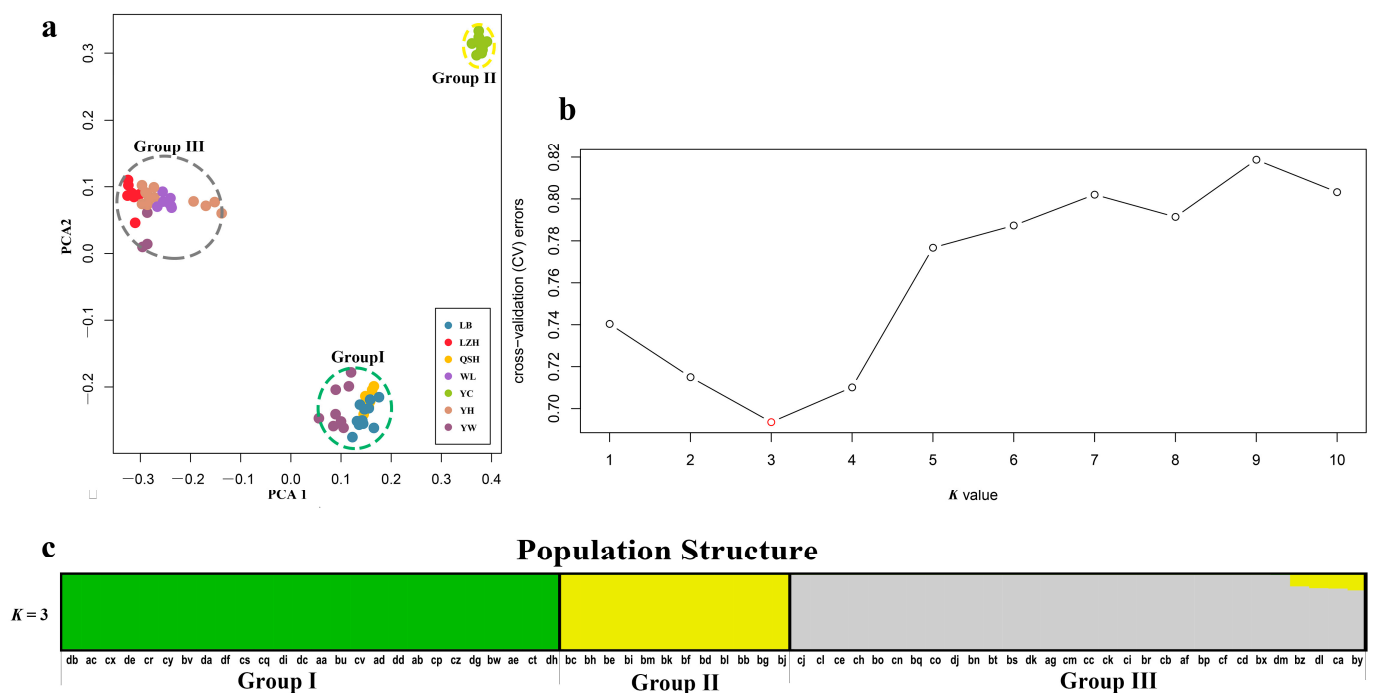 a
0.3
0.2
0.1
0.0
−0.1
−0.2
PCA2
Group II
Group III
GroupI
LB
LZH
QSH
WL
YC
YH
YW
−0.3 −0.2 −0.1 0.0 0.1 0.2 0.3 0.4
PCA 1
b
0.82
0.80
0.78
0.76
0.74
0.72
0.70
cross−validation (CV) errors
1 2 3 4 5 6 7 8 9 10
K value
c
Population Structure
K = 3
db ac cx de cr cy bv da df cs cq di dc aa bu cv ad dd ab cp cz dg bw ae ct dh bc bh be bi bm bk bf bd bl bb bg bj cj cl ce ch bo cn bq co dj bn bt bs dk ag cm cc ck ci br cb af bp cf cd bx dm bz dl ca by
Group I Group II Group III